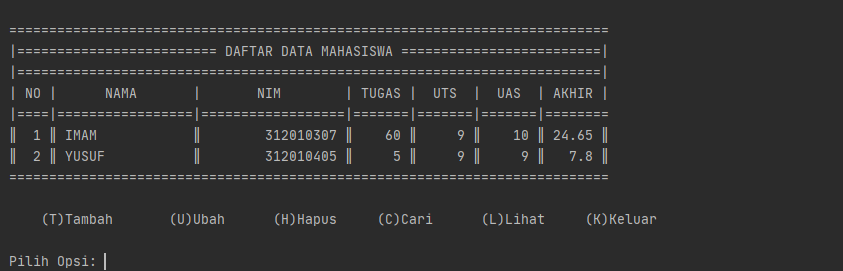 ===========================================================================
|========================= DAFTAR DATA MAHASISWA =========================|
|=========================================================================|
| NO |      NAMA       |       NIM        | TUGAS |  UTS  |  UAS  | AKHIR |
|====|=================|==================|=======|=======|=======|========
║  1 ║ IMAM            ║        312010307 ║    60 ║     9 ║    10 ║ 24.65 ║
║  2 ║ YUSUF           ║        312010405 ║     5 ║     9 ║     9 ║   7.8 ║
===========================================================================
(T)Tambah       (U)Ubah      (H)Hapus     (C)Cari      (L)Lihat     (K)Keluar
Pilih Opsi: